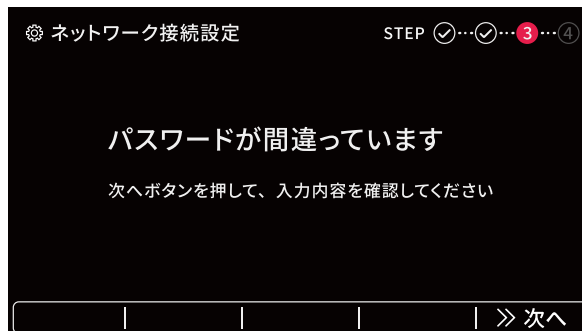 ネットワーク接続設定
STEP ✓…✓…3…4
パスワードが間違っています
次へボタンを押して、入力内容を確認してください
≫ 次へ